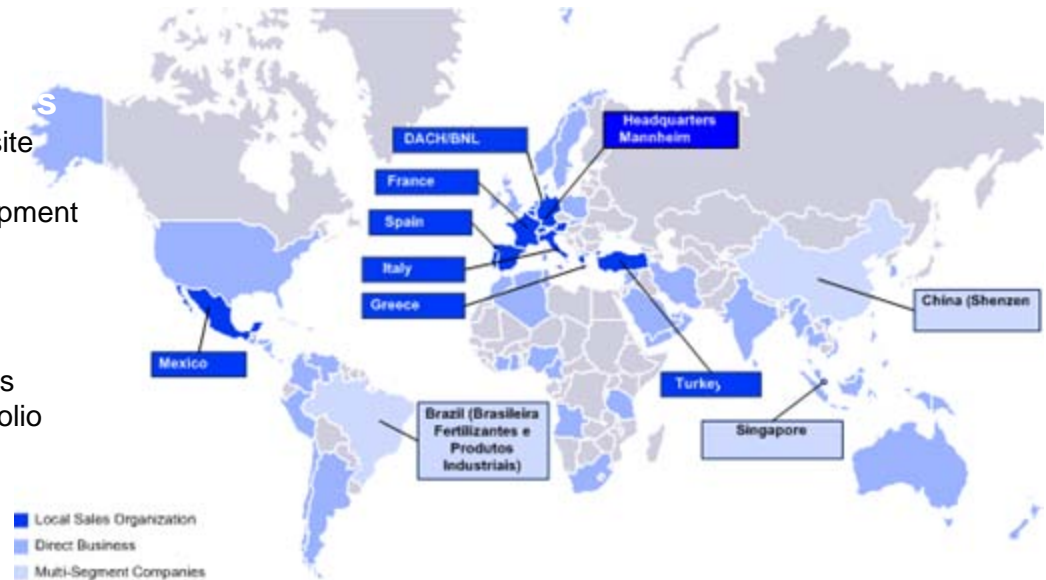 s
site
opment
s
olio
Headquarters
Mannheim
DACH/BNL
France
Spain
Italy
Greece
Mexico
Turkey
China (Shenzen
Brazil (Brasileira
Fertilizantes e
Produtos
Industriais)
Singapore
Local Sales Organization
Direct Business
Multi-Segment Companies